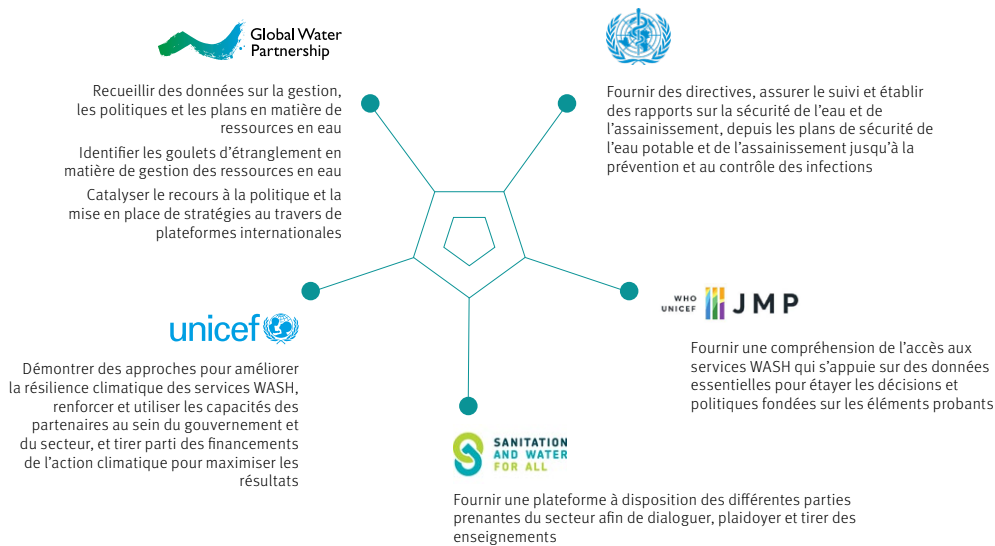 Global Water
Partnership
Recueillir des données sur la gestion,
les politiques et les plans en matière de
ressources en eau
Identifier les goulets d'étranglement en
matière de gestion des ressources en eau
Catalyser le recours à la politique et la
mise en place de stratégies au travers de
plateformes internationales
Fournir des directives, assurer le suivi et établir
des rapports sur la sécurité de l'eau et de
l'assainissement, depuis les plans de sécurité de
l'eau potable et de l'assainissement jusqu'à la
prévention et au contrôle des infections
unicef
Démontrer des approches pour améliorer
la résilience climatique des services WASH,
renforcer et utiliser les capacités des
partenaires au sein du gouvernement et
du secteur, et tirer parti des financements
de l'action climatique pour maximiser les
résultats
WHO
UNICEF
JMP
Fournir une compréhension de l'accès aux
services WASH qui s'appuie sur des données
essentielles pour étayer les décisions et
politiques fondées sur les éléments probants
SANITATION
AND WATER
FOR ALL
Fournir une plateforme à disposition des différentes parties
prenantes du secteur afin de dialoguer, plaidoyer et tirer des
enseignements